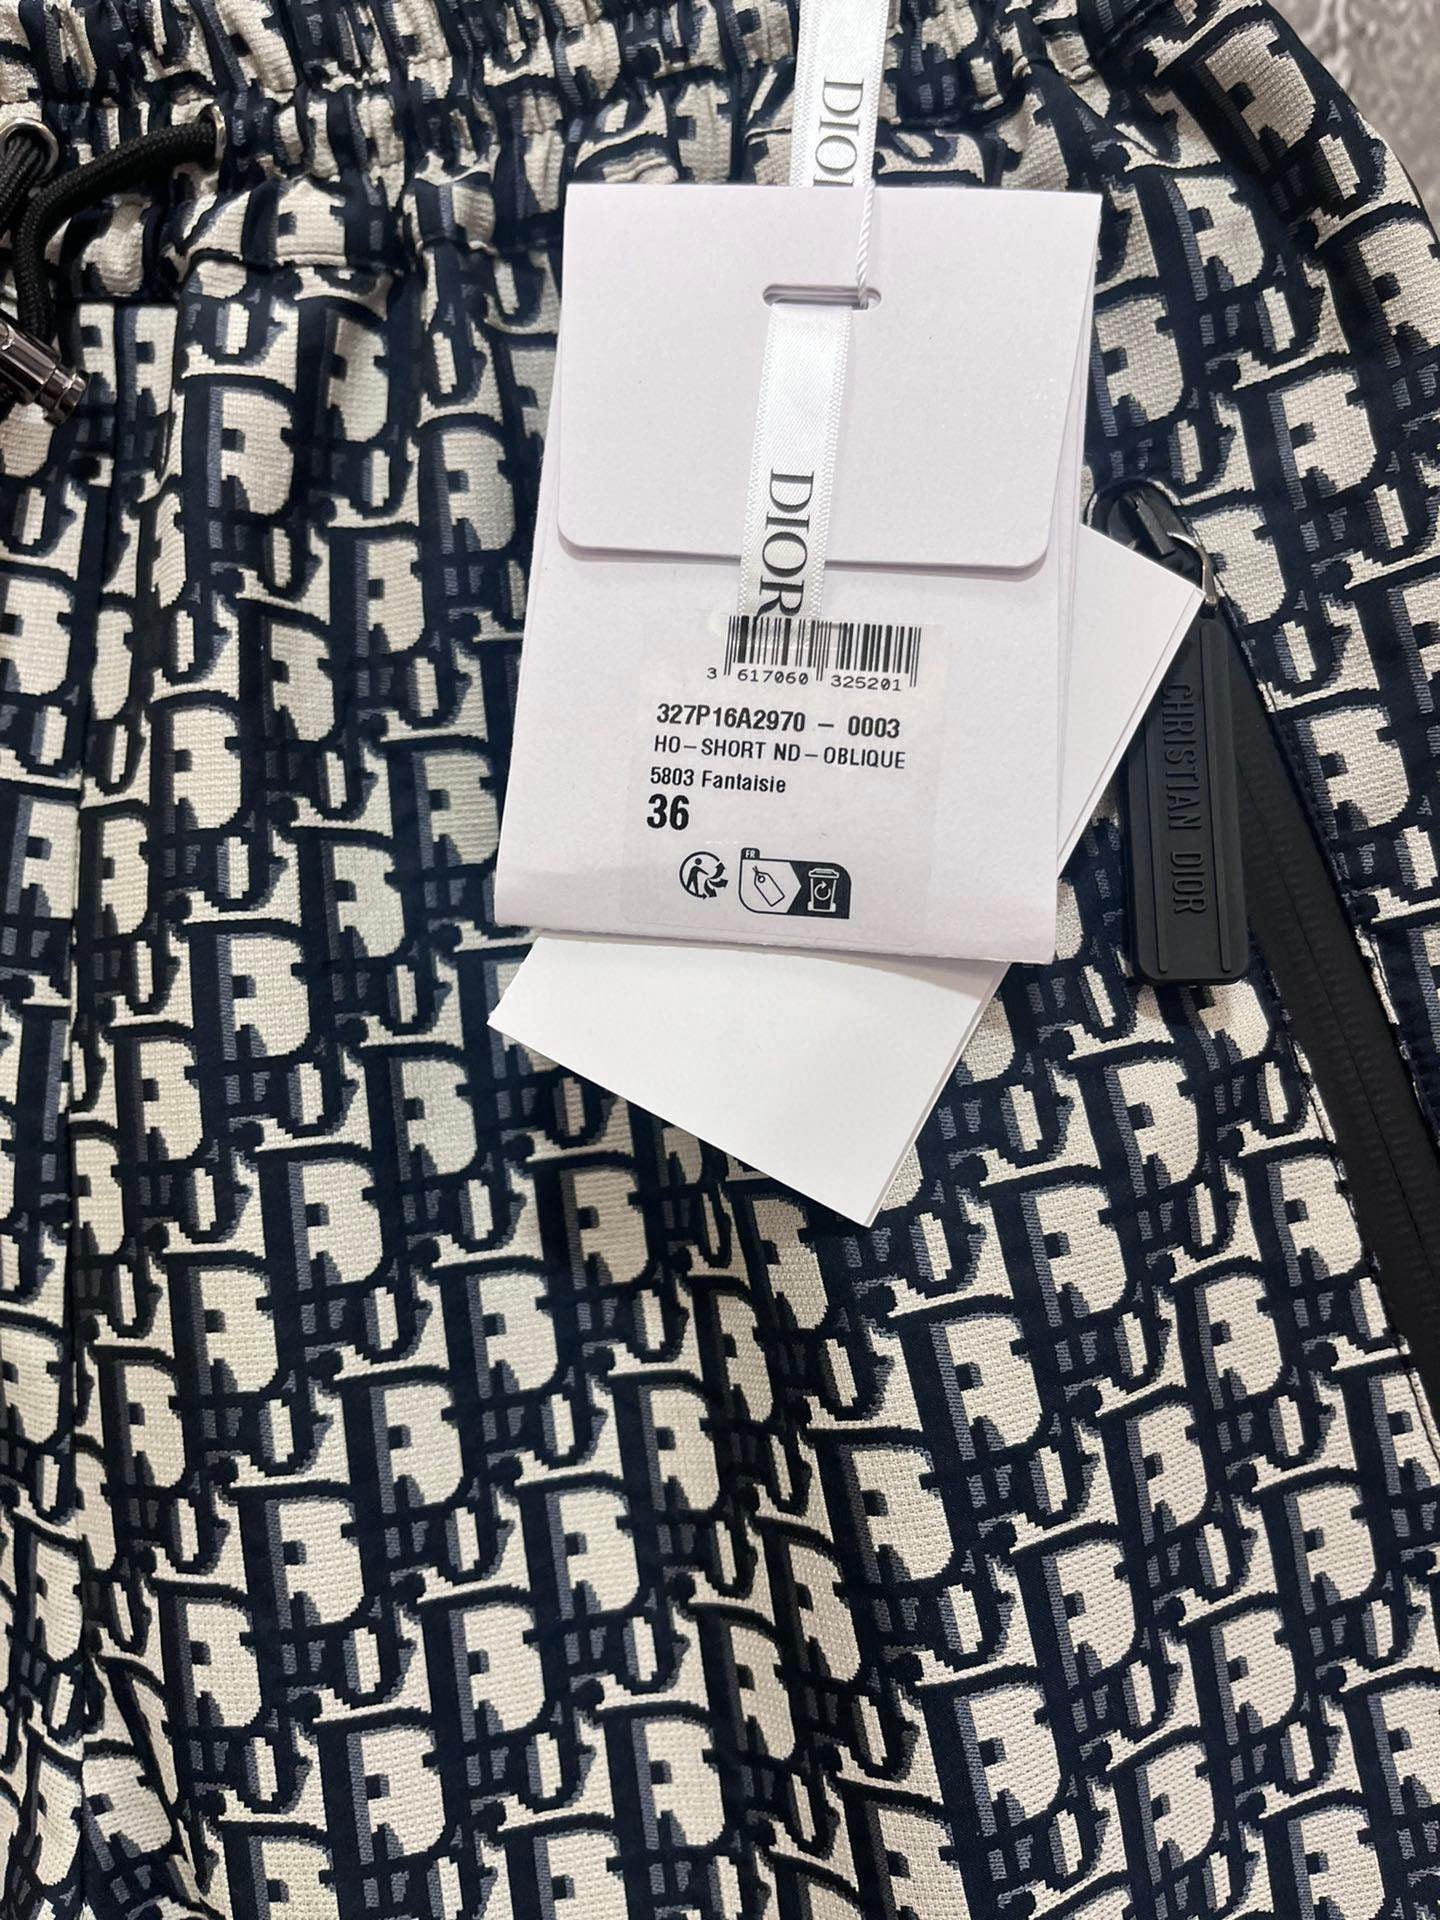 DIOR
DIOR
3 617060 325201
327P16A2970 – 0003
HO–SHORT ND–OBLIQUE
5803 Fantaisie
36
FR
CHRISTIAN DIOR